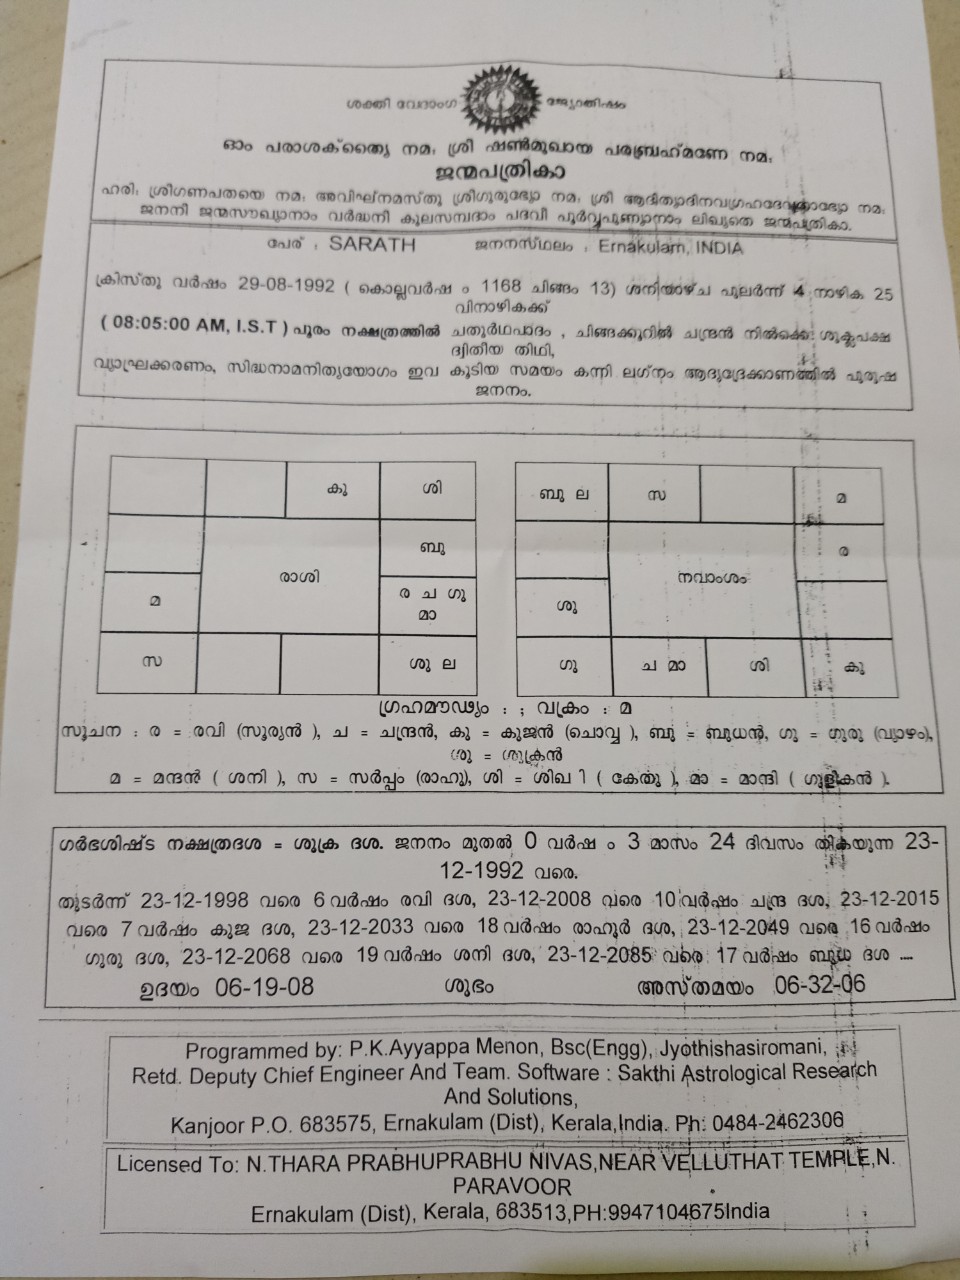 ശക്തി വേദാംഗ ജ്യോതിഷം
ഓം പരാശക്ത്യൈ നമ: ശ്രീ ഷൺമുഖായ പരബ്രഹ്മണേ നമ:
ജന്മപത്രികാ
ഹരി: ശ്രീഗണപതയെ നമ: അവിഘ്നമസ്തു ശ്രീഗുരുഭ്യോ നമ: ശ്രീ ആദിത്യാദിനവഗ്രഹദേവതാഭ്യോ നമ:
ജനനീ ജന്മസൗഖ്യാനാം വർദ്ധനീ കുലസമ്പദാം പദവീ പൂർവ്വപുണ്യാനാം ലിഖ്യതെ ജന്മപത്രികാ.
പേര് : SARATH ജനനസ്ഥലം : Ernakulam, INDIA
ക്രിസ്തു വർഷം 29-08-1992 ( കൊല്ലവർഷ ം 1168 ചിങ്ങം 13) ശനിയാഴ്ച പുലർന്ന് 4 നാഴിക 25
വിനാഴികക്ക്
( 08:05:00 AM, I.S.T ) പൂരം നക്ഷത്രത്തിൽ ചതുർഥപാദം , ചിങ്ങക്കൂറിൽ ചന്ദ്രൻ നിൽക്കെ ശുക്ലപക്ഷ
ദ്വിതീയ തിഥി,
വ്യാഘ്രക്കരണം, സിദ്ധനാമനിത്യയോഗം ഇവ കൂടിയ സമയം കന്നി ലഗ്നം ആദ്യദ്രേക്കാണത്തിൽ പുരുഷ
ജനനം.
കു ശി
ബു
രാശി
മ
ര ച ഗു
മാ
സ ശു ല
ബു ല സ മ
ര
നവാംശം
ശു
ഗു ച മാ ശി കു
ഗ്രഹമൗഢ്യം : ; വക്രം : മ
സൂചന : ര = രവി (സൂര്യൻ ), ച = ചന്ദ്രൻ, കു = കുജൻ (ചൊവ്വ ), ബു = ബുധൻ, ഗു = ഗുരു (വ്യാഴം),
ശു = ശുക്രൻ
മ = മന്ദൻ ( ശനി ), സ = സർപ്പം (രാഹു), ശി = ശിഖ ി ( കേതു ), മാ = മാന്ദി ( ഗുളികൻ ).
ഗർഭശിഷ്ട നക്ഷത്രദശ = ശുക്ര ദശ. ജനനം മുതൽ 0 വർഷ ം 3 മാസം 24 ദിവസം തികയുന്ന 23-
12-1992 വരെ.
തുടർന്ന് 23-12-1998 വരെ 6 വർഷം രവി ദശ, 23-12-2008 വരെ 10 വർഷം ചന്ദ്ര ദശ, 23-12-2015
വരെ 7 വർഷം കുജ ദശ, 23-12-2033 വരെ 18 വർഷം രാഹുർ ദശ, 23-12-2049 വരെ 16 വർഷം
ഗുരു ദശ, 23-12-2068 വരെ 19 വർഷം ശനി ദശ, 23-12-2085 വരെ 17 വർഷം ബുധ ദശ ....
ഉദയം 06-19-08 ശുഭം അസ്തമയം 06-32-06
Programmed by: P.K.Ayyappa Menon, Bsc(Engg), Jyothishasiromani,
Retd. Deputy Chief Engineer And Team. Software : Sakthi Astrological Research
And Solutions,
Kanjoor P.O. 683575, Ernakulam (Dist), Kerala,India. Ph: 0484-2462306
Licensed To: N.THARA PRABHUPRABHU NIVAS,NEAR VELLUTHAT TEMPLE,N.
PARAVOOR
Ernakulam (Dist), Kerala, 683513,PH:9947104675India